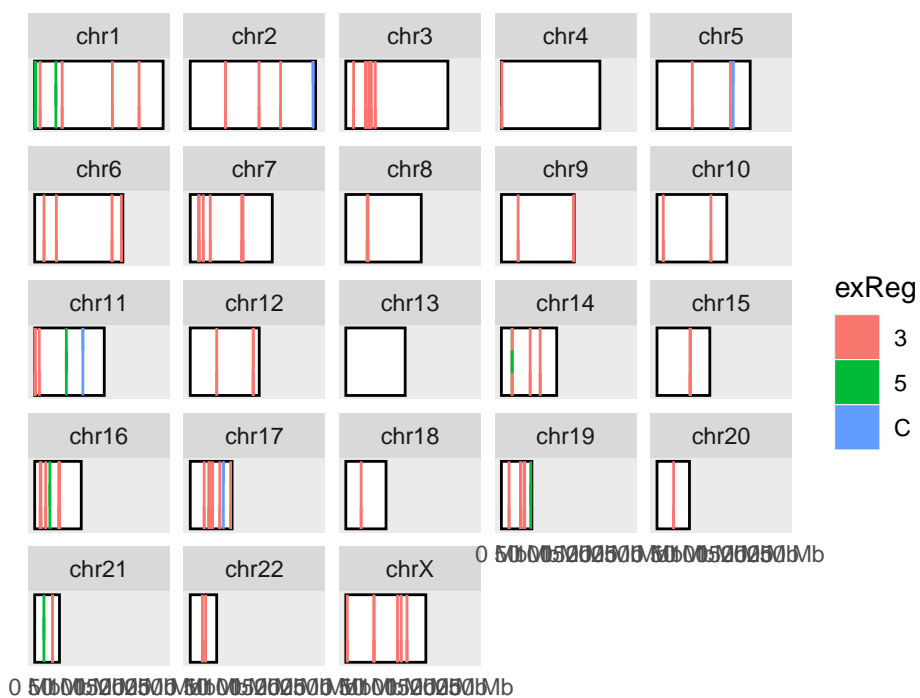 chr1 chr2 chr3 chr4 chr5
chr6 chr7 chr8 chr9 chr10
exReg
3
5
C
chr11 chr12 chr13 chr14 chr15
chr16 chr17 chr18 chr19 chr20
chr21 chr22 chrX